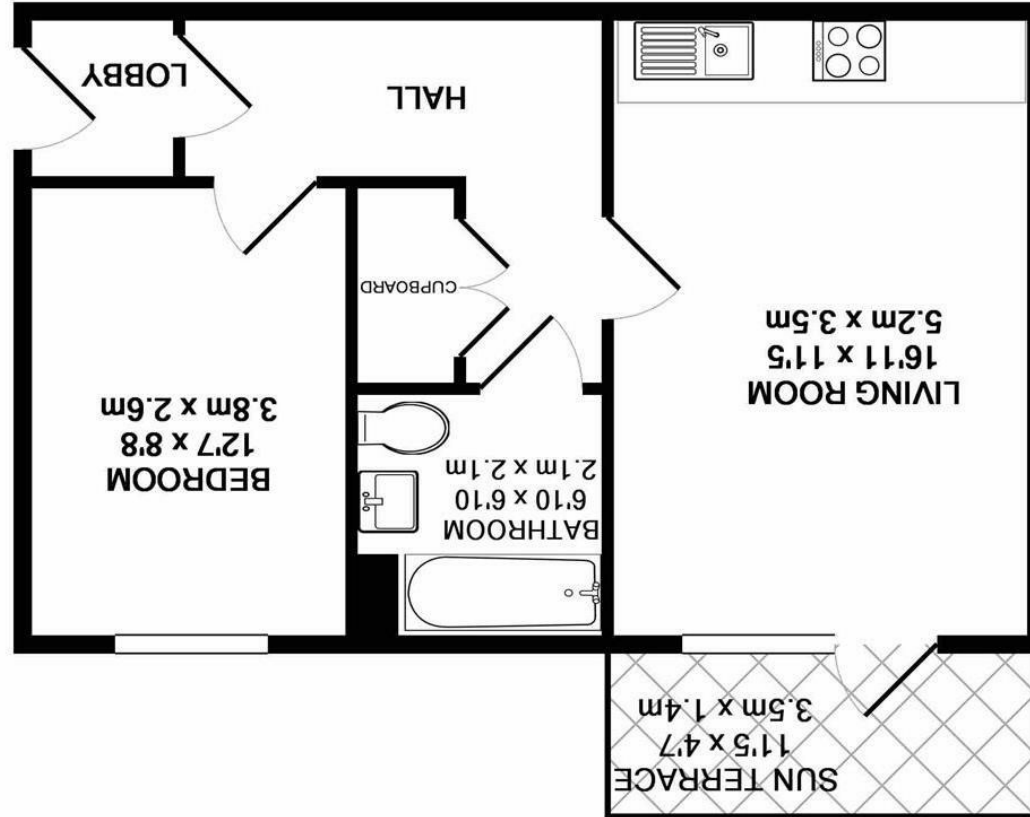 SUN TERRACE
11'5 x 4'7
3.5m x 1.4m
BATHROOM
6'10 x 6'10
2.1m x 2.1m
BEDROOM
12'7 x 8'8
3.8m x 2.6m
LIVING ROOM
16'11 x 11'5
5.2m x 3.5m
CUPBOARD
HALL
LOBBY